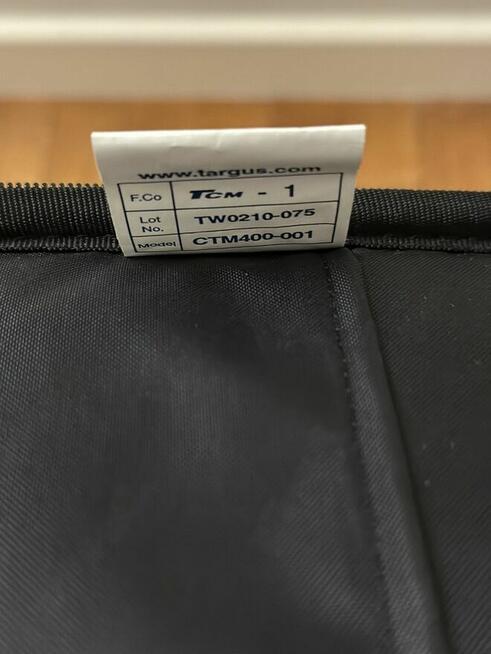 www.targus.com
F.Co TCM - 1
Lot No. TW0210-075
Model CTM400-001